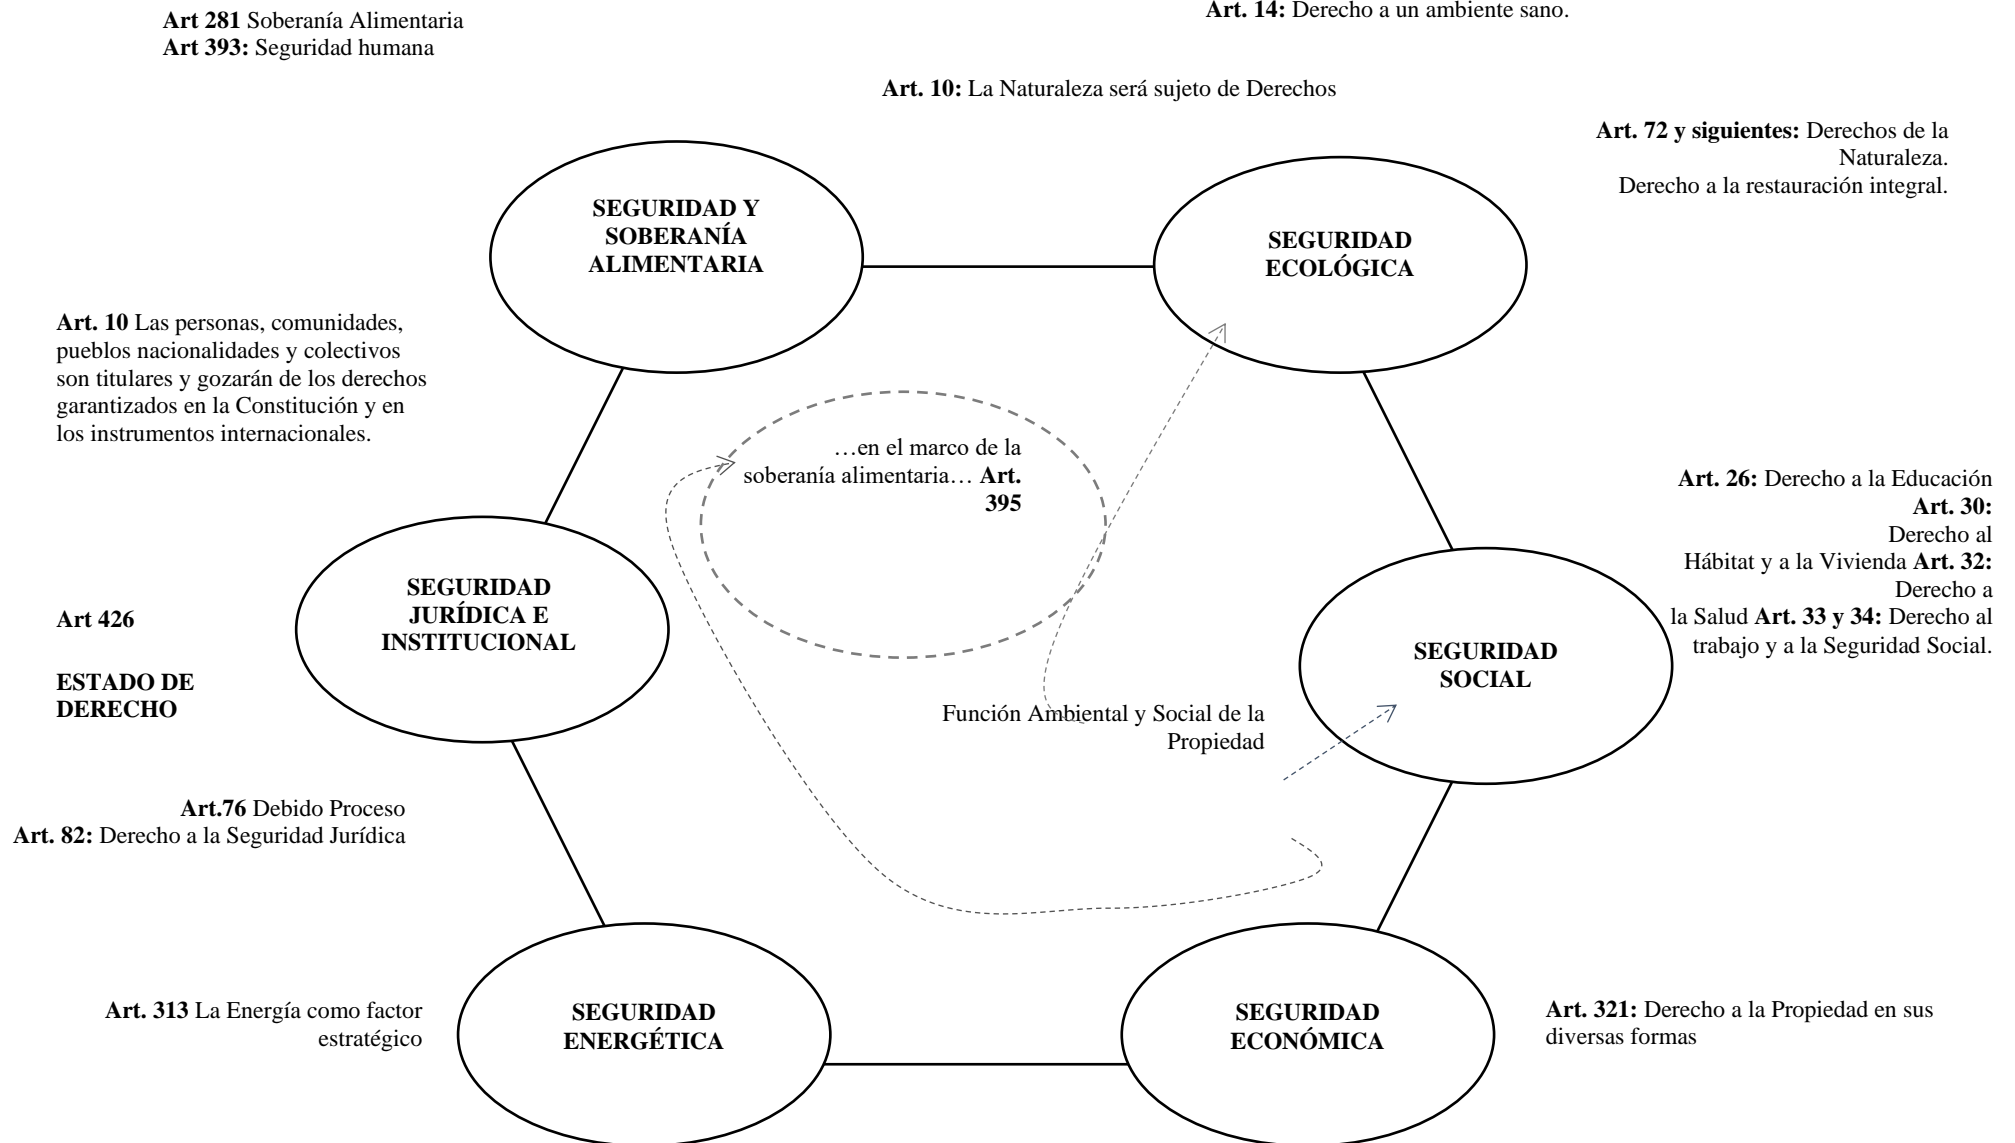 Art 281 Soberanía Alimentaria
Art 393: Seguridad humana
Art. 14: Derecho a un ambiente sano.
Art. 10: La Naturaleza será sujeto de Derechos
Art. 72 y siguientes: Derechos de la
Naturaleza.
Derecho a la restauración integral.
SEGURIDAD Y
SOBERANÍA
ALIMENTARIA
SEGURIDAD
ECOLÓGICA
Art. 10 Las personas, comunidades,
pueblos nacionalidades y colectivos
son titulares y gozarán de los derechos
garantizados en la Constitución y en
los instrumentos internacionales.
…en el marco de la
soberanía alimentaria… Art.
395
Art. 26: Derecho a la Educación
Art. 30:
Derecho al
Hábitat y a la Vivienda Art. 32:
Derecho a
la Salud Art. 33 y 34: Derecho al
trabajo y a la Seguridad Social.
SEGURIDAD
JURÍDICA E
INSTITUCIONAL
Art 426
ESTADO DE
DERECHO
SEGURIDAD
SOCIAL
Función Ambiental y Social de la
Propiedad
Art.76 Debido Proceso
Art. 82: Derecho a la Seguridad Jurídica
Art. 313 La Energía como factor
estratégico
SEGURIDAD
ENERGÉTICA
SEGURIDAD
ECONÓMICA
Art. 321: Derecho a la Propiedad en sus
diversas formas